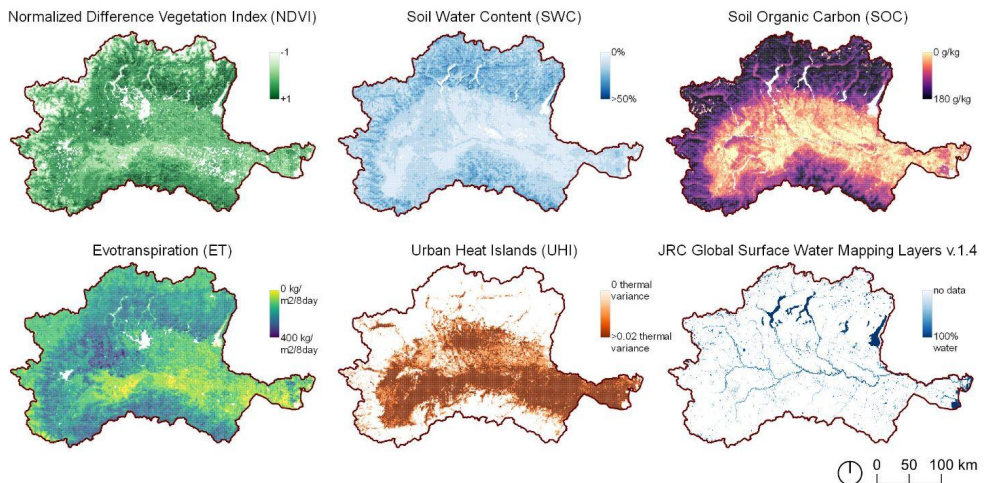 Normalized Difference Vegetation Index (NDVI)
-1
+1
Soil Water Content (SWC)
0%
>50%
Soil Organic Carbon (SOC)
0 g/kg
180 g/kg
Evotranspiration (ET)
0 kg/
m2/8day
400 kg/
m2/8day
Urban Heat Islands (UHI)
0 thermal
variance
>0.02 thermal
variance
JRC Global Surface Water Mapping Layers v.1.4
no data
100%
water
0 50 100 km